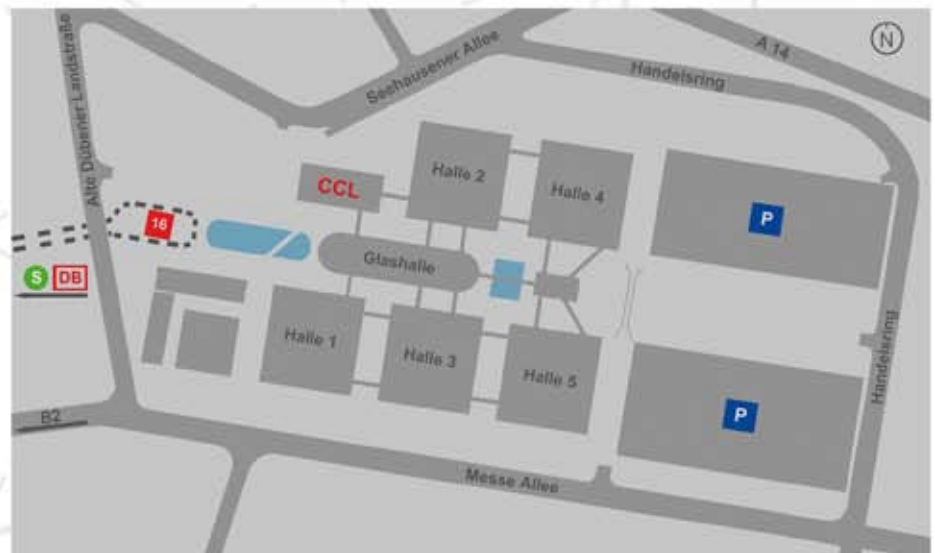 Alte Dübener Landstraße
Seehausener Allee
A 14
N
Handelsring
Halle 2
Halle 4
CCL
P
16
Glashalle
S
DB
Halle 1
Halle 3
Halle 5
Handelsring
P
B2
Messe Allee